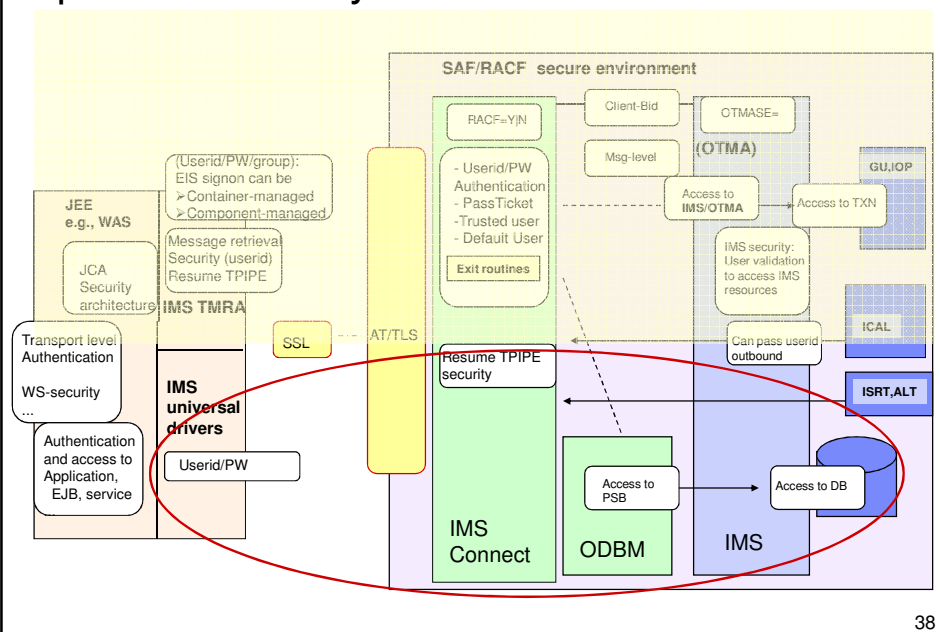 SAF/RACF secure environment
RACF=Y|N
Client-Bid
OTMASE=
Msg-level
(OTMA)
GU,IOP
(Userid/PW/group):
EIS signon can be
➢Container-managed
➢Component-managed
- Userid/PW
Authentication
- PassTicket
- Trusted user
- Default User
Exit routines
Access to
IMS/OTMA
Access to TXN
JEE
e.g., WAS
Message retrieval
Security (userid)
Resume TPIPE
IMS security:
User validation
to access IMS
resources
JCA
Security
architecture
IMS TMRA
Transport level
Authentication
WS-security
...
SSL
AT/TLS
Resume TPIPE
security
Can pass userid
outbound
ICAL
ISRT,ALT
IMS
universal
drivers
Authentication
and access to
Application,
EJB, service
...
Userid/PW
Access to
PSB
Access to DB
IMS
Connect
ODBM
IMS
38